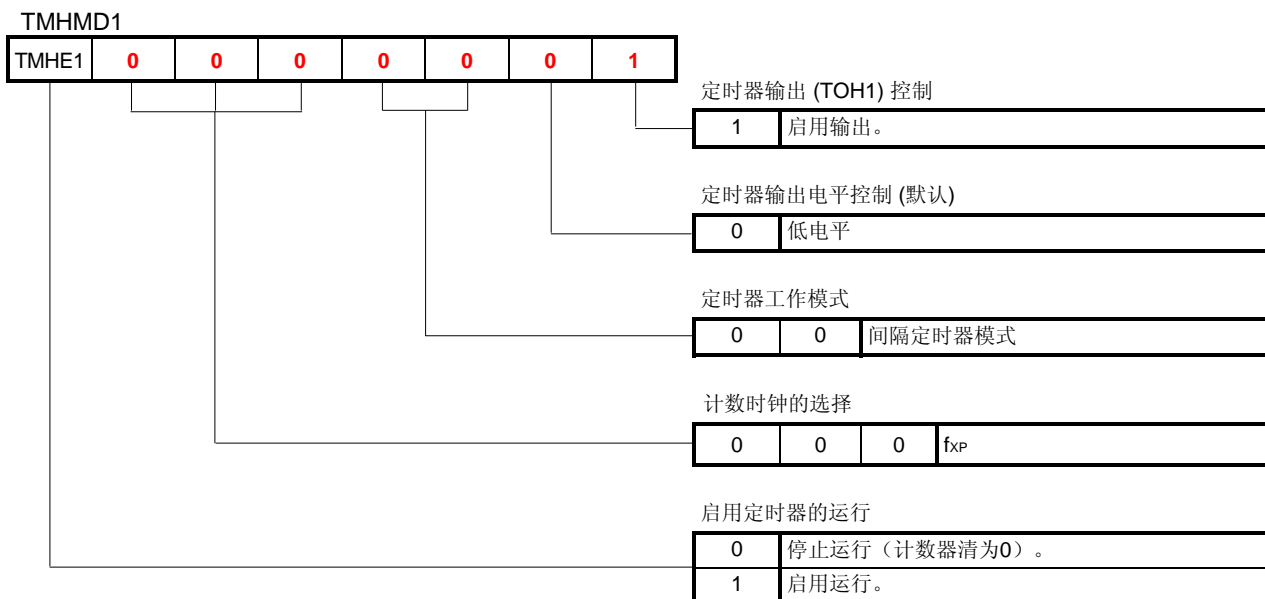 TMHMD1
TMHE1 0 0 0 0 0 0 1
定时器输出 (TOH1) 控制
1 启用输出。
定时器输出电平控制 (默认)
0 低电平
定时器工作模式
0 0 间隔定时器模式
计数时钟的选择
0 0 0 fXP
启用定时器的运行
0 停止运行（计数器清为0）。
1 启用运行。